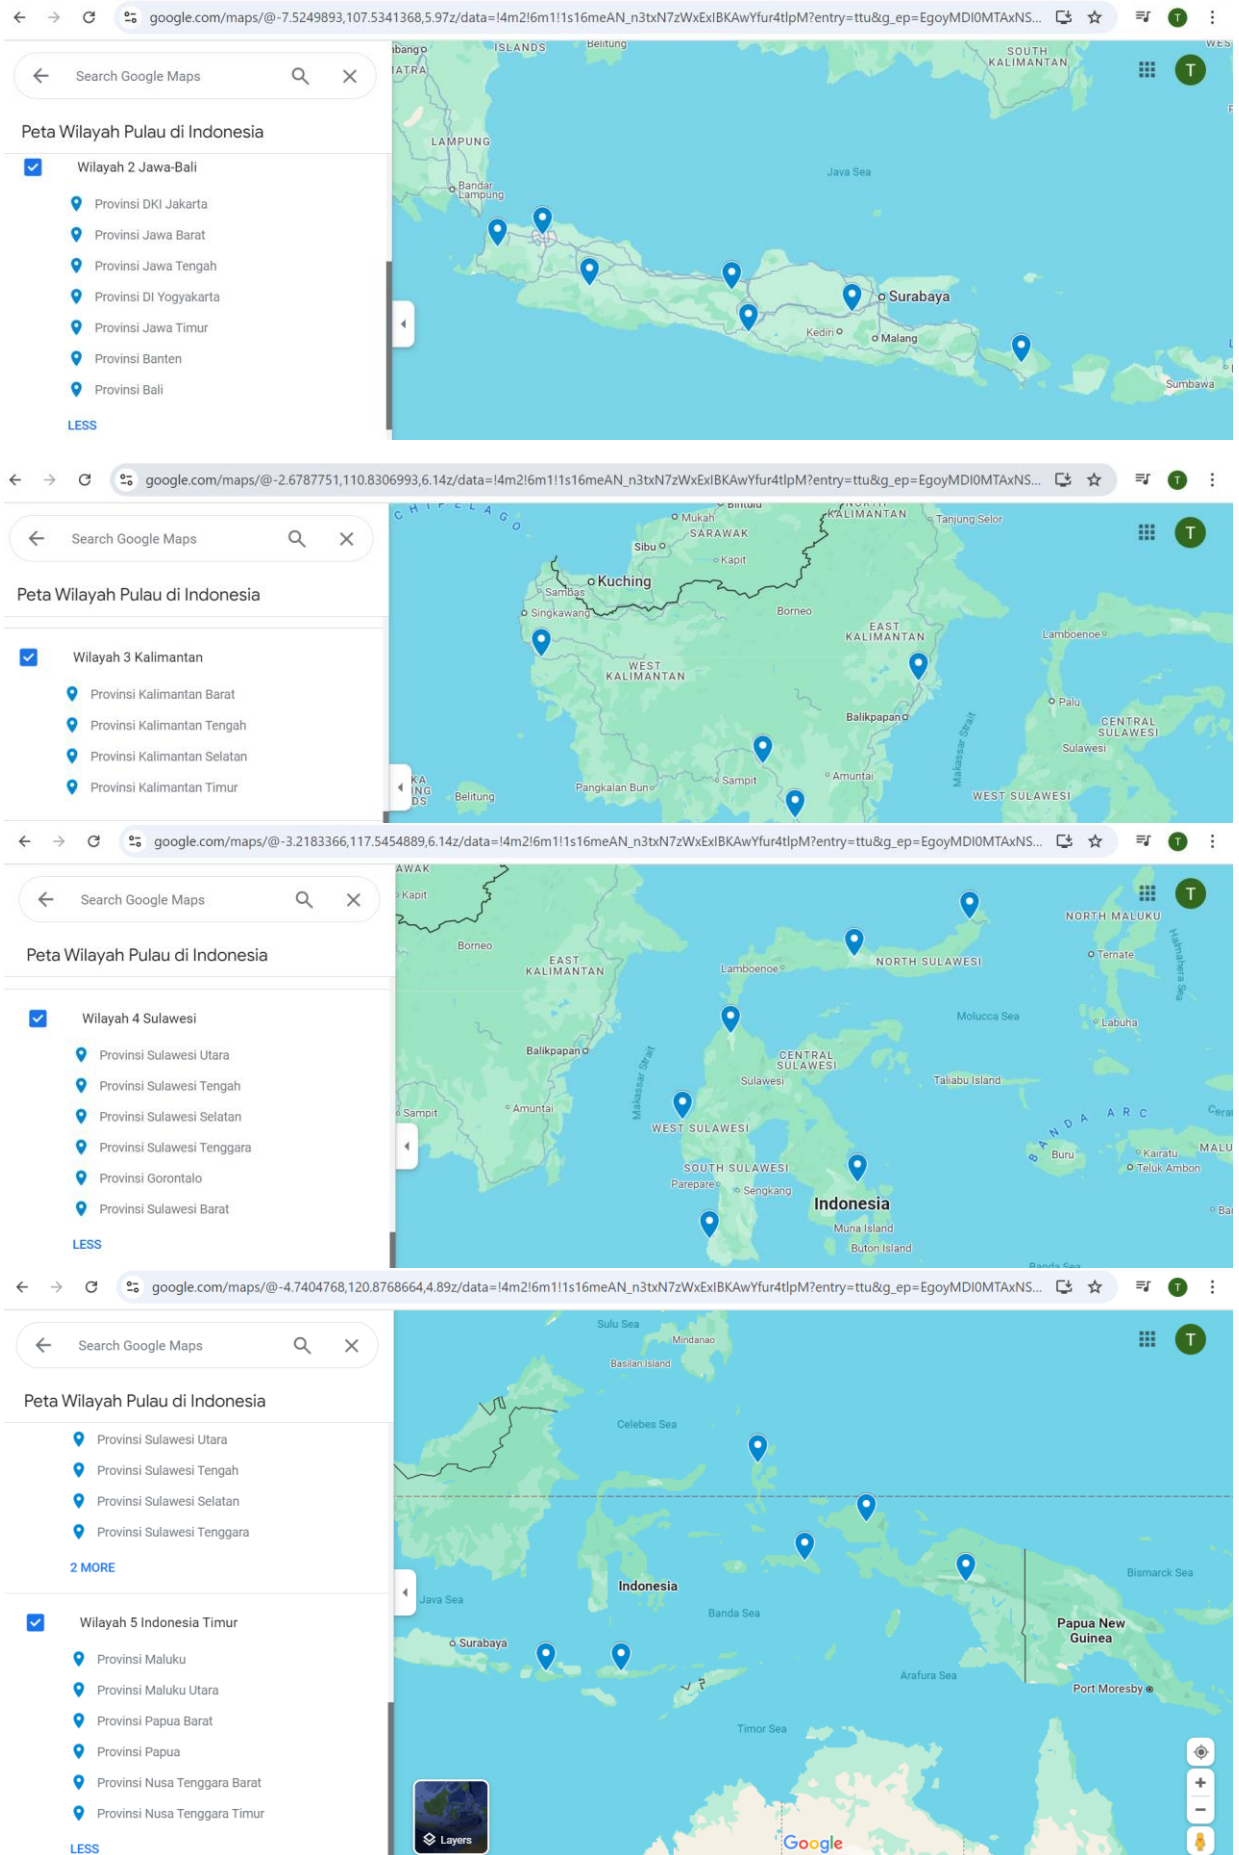 google.com/maps/@-7.5249893,107.5341368,5.97z/data=!4m2!6m1!1s16meAN_n3txN7zWxExIBKAwYfur4tlpM?entry=ttu&g_ep=EgoyMDI0MTAxNS...
T
Search Google Maps
Peta Wilayah Pulau di Indonesia
Wilayah 2 Jawa-Bali
Provinsi DKI Jakarta
Provinsi Jawa Barat
Provinsi Jawa Tengah
Provinsi DI Yogyakarta
Provinsi Jawa Timur
Provinsi Banten
Provinsi Bali
LESS
ISLANDS
Belitung
SOUTH
KALIMANTAN
T
LAMPUNG
Bandar
Lampung
Java Sea
Surabaya
Kediri
Malang
Sumbawa
google.com/maps/@-2.6787751,110.8306993,6.14z/data=!4m2!6m1!1s16meAN_n3txN7zWxExIBKAwYfur4tlpM?entry=ttu&g_ep=EgoyMDI0MTAxNS...
T
Search Google Maps
Peta Wilayah Pulau di Indonesia
Wilayah 3 Kalimantan
Provinsi Kalimantan Barat
Provinsi Kalimantan Tengah
Provinsi Kalimantan Selatan
Provinsi Kalimantan Timur
Mukah
KALIMANTAN
Tanjung Selor
T
SARAWAK
Sibu
Kapit
Kuching
Sambas
Singkawang
Borneo
EAST
KALIMANTAN
Lamboenoe
WEST
KALIMANTAN
Palu
Balikpapan
CENTRAL
SULAWESI
Sulawesi
Makassar Strait
Amuntai
Sampit
Pangkalan Bun
Belitung
WEST SULAWESI
google.com/maps/@-3.2183366,117.5454889,6.14z/data=!4m2!6m1!1s16meAN_n3txN7zWxExIBKAwYfur4tlpM?entry=ttu&g_ep=EgoyMDI0MTAxNS...
T
Search Google Maps
Peta Wilayah Pulau di Indonesia
Wilayah 4 Sulawesi
Provinsi Sulawesi Utara
Provinsi Sulawesi Tengah
Provinsi Sulawesi Selatan
Provinsi Sulawesi Tenggara
Provinsi Gorontalo
Provinsi Sulawesi Barat
LESS
Kapit
T
NORTH MALUKU
Borneo
EAST
KALIMANTAN
Lamboenoe
NORTH SULAWESI
Ternate
Halmahera Sea
Molucca Sea
Labuha
Balikpapan
Makassar Strait
CENTRAL
SULAWESI
Sulawesi
Taliabu Island
Sampit
Amuntai
WEST SULAWESI
BANDA ARC
Buru
Kairatu
Teluk Ambon
SOUTH SULAWESI
Parepare
Sengkang
Indonesia
Muna Island
Buton Island
google.com/maps/@-4.7404768,120.8768664,4.89z/data=!4m2!6m1!1s16meAN_n3txN7zWxExIBKAwYfur4tlpM?entry=ttu&g_ep=EgoyMDI0MTAxNS...
T
Search Google Maps
Peta Wilayah Pulau di Indonesia
Provinsi Sulawesi Utara
Provinsi Sulawesi Tengah
Provinsi Sulawesi Selatan
Provinsi Sulawesi Tenggara
2 MORE
Wilayah 5 Indonesia Timur
Provinsi Maluku
Provinsi Maluku Utara
Provinsi Papua Barat
Provinsi Papua
Provinsi Nusa Tenggara Barat
Provinsi Nusa Tenggara Timur
LESS
Sulu Sea
Mindanao
T
Basilan Island
Celebes Sea
Indonesia
Bismarck Sea
Java Sea
Banda Sea
Papua New
Guinea
Surabaya
Arafura Sea
Port Moresby
Timor Sea
Layers
Google